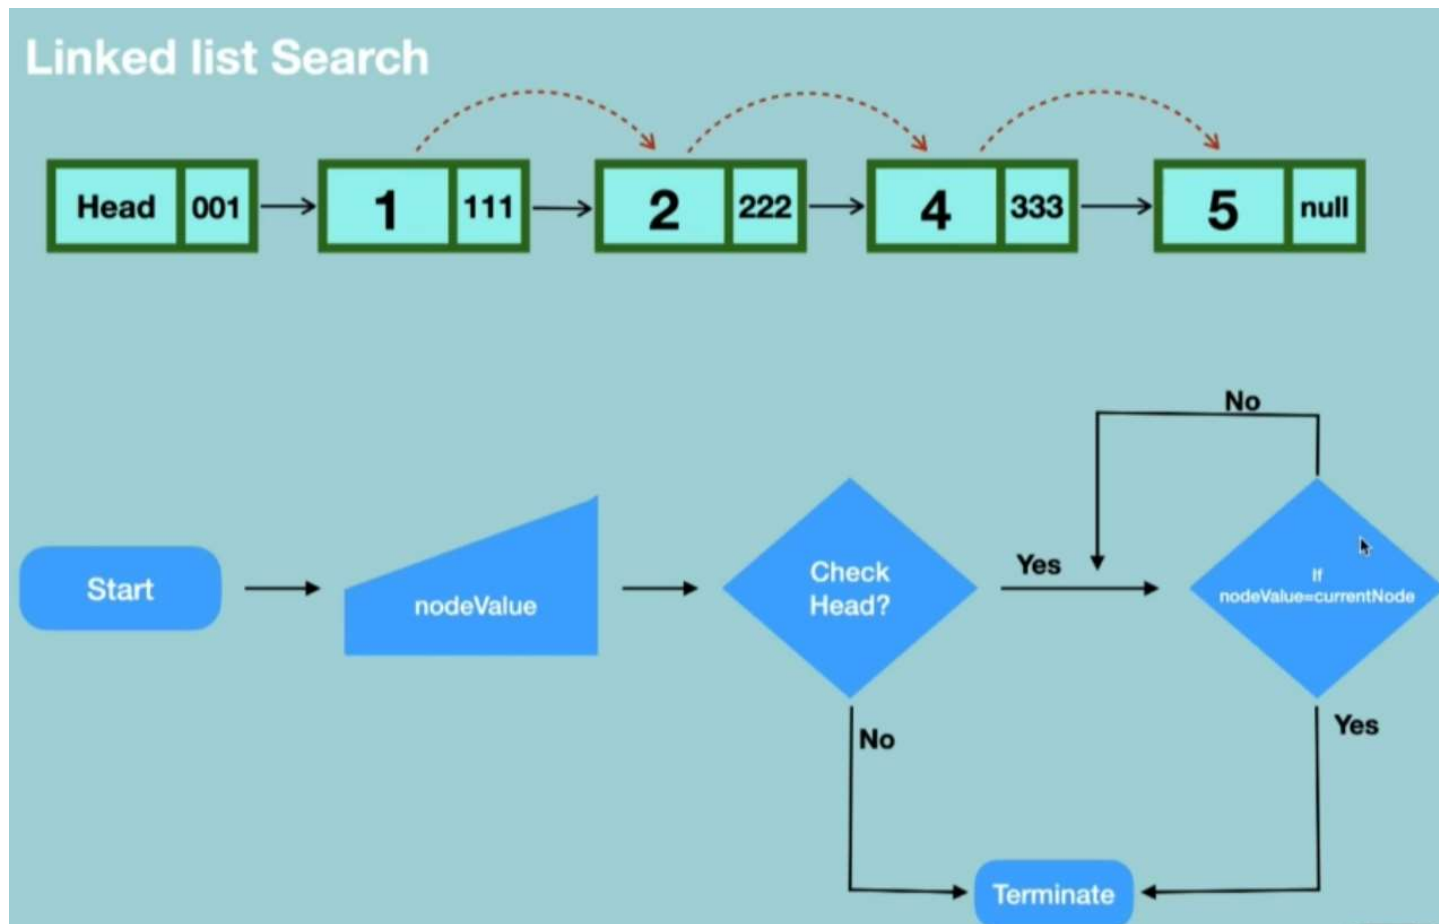 Linked list Search
Head 001 1 111 2 222 4 333 5 null
No
Start
nodeValue
Check
Head?
Yes
If
nodeValue=currentNode
No
Yes
Terminate